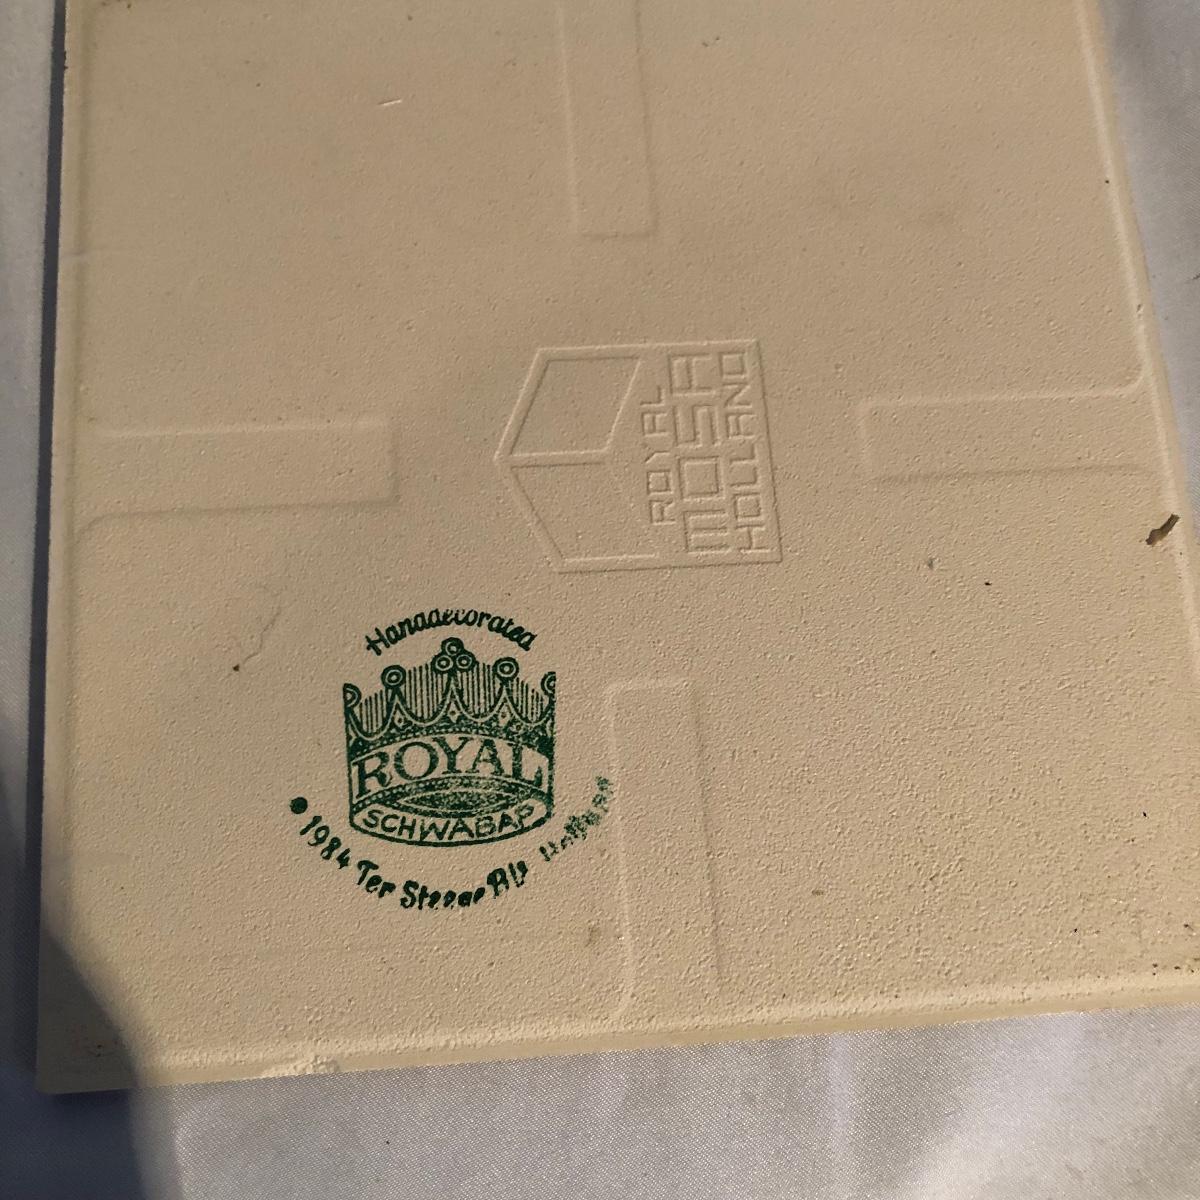 ROYAL
MOSA
HOLLAND
Handdecorated
ROYAL
SCHWABAP
© 1984 Ter Steege BV